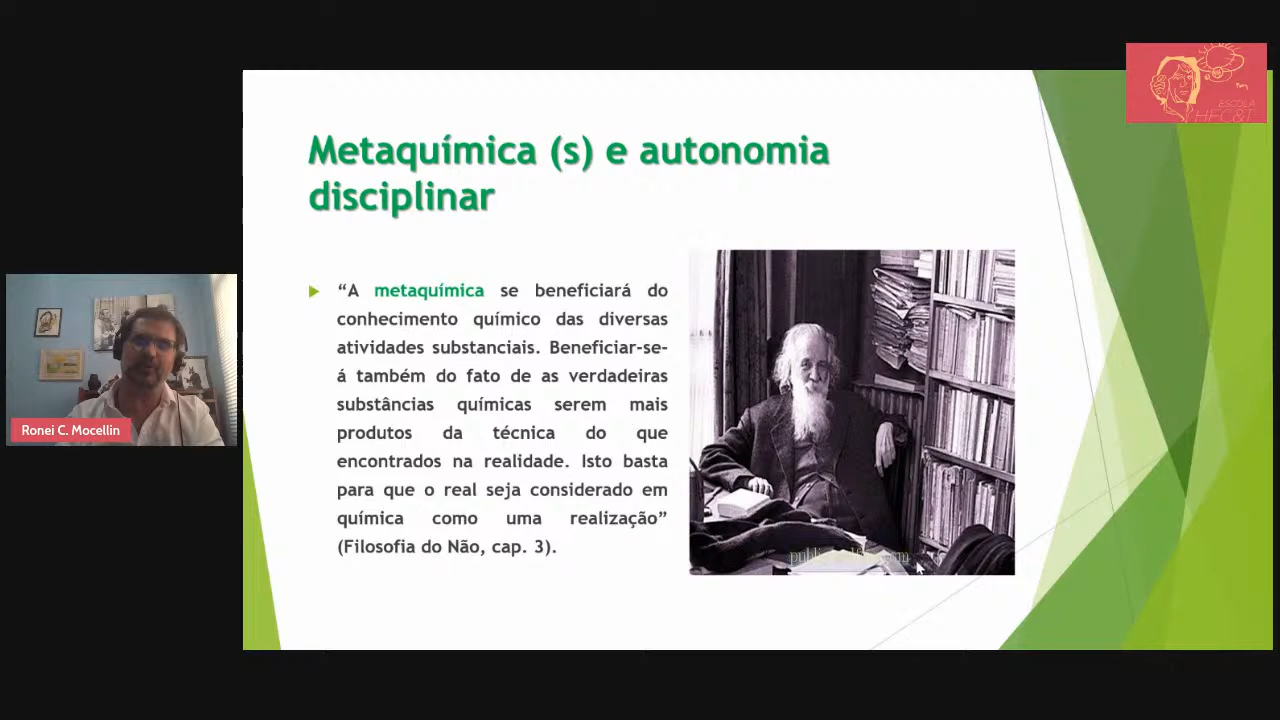 ESCOLA
HFC&T
Metaquímica (s) e autonomia
disciplinar
“A metaquímica se beneficiará do
conhecimento químico das diversas
atividades substanciais. Beneficiar-se-
á também do fato de as verdadeiras
substâncias químicas serem mais
produtos da técnica do que
encontrados na realidade. Isto basta
para que o real seja considerado em
química como uma realização”
(Filosofia do Não, cap. 3).
Ronei C. Mocellin